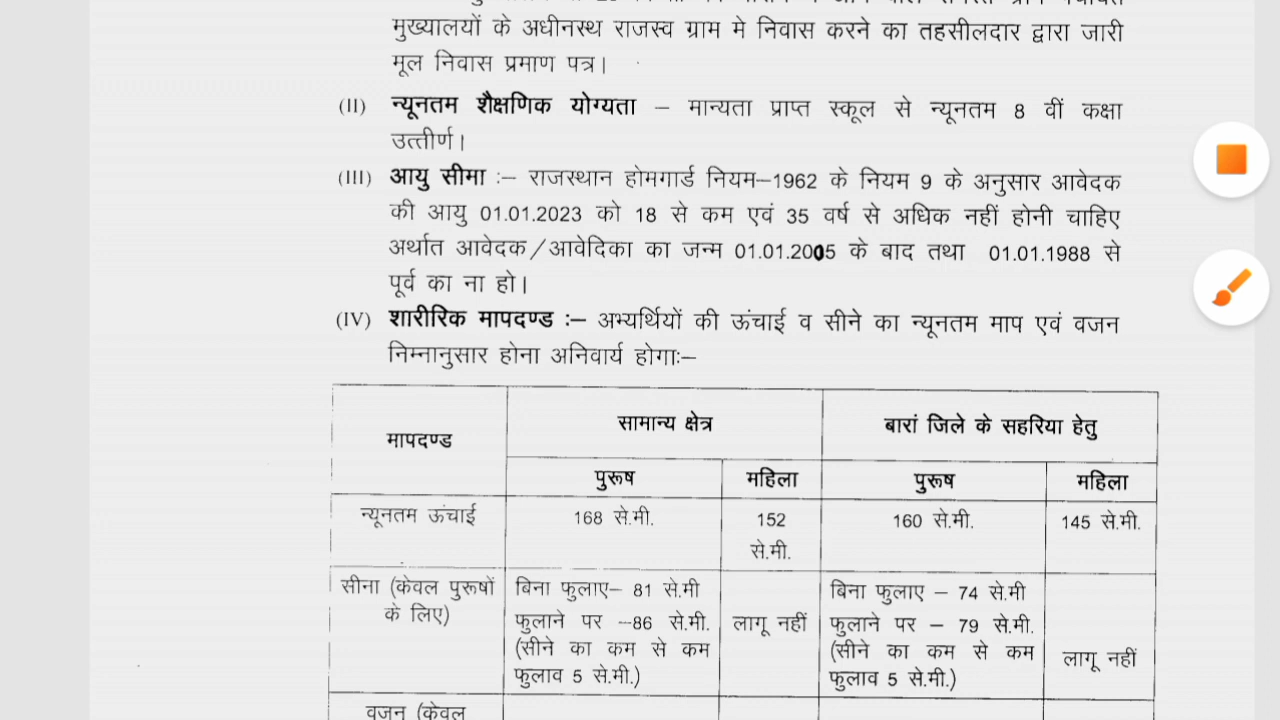 मुख्यालयों के अधीनस्थ राजस्व ग्राम मे निवास करने का तहसीलदार द्वारा जारी
मूल निवास प्रमाण पत्र।
(II) न्यूनतम शैक्षणिक योग्यता – मान्यता प्राप्त स्कूल से न्यूनतम 8 वीं कक्षा
उत्तीर्ण।
(III) आयु सीमा :– राजस्थान होमगार्ड नियम–1962 के नियम 9 के अनुसार आवेदक
की आयु 01.01.2023 को 18 से कम एवं 35 वर्ष से अधिक नहीं होनी चाहिए
अर्थात आवेदक/आवेदिका का जन्म 01.01.2005 के बाद तथा 01.01.1988 से
पूर्व का ना हो।
(IV) शारीरिक मापदण्ड :– अभ्यर्थियों की ऊंचाई व सीने का न्यूनतम माप एवं वजन
निम्नानुसार होना अनिवार्य होगाः–
मापदण्ड
सामान्य क्षेत्र
बारां जिले के सहरिया हेतु
पुरूष
महिला
पुरूष
महिला
न्यूनतम ऊंचाई
168 से.मी.
152
से.मी.
160 से.मी.
145 से.मी.
सीना (केवल पुरूषों
के लिए)
बिना फुलाए– 81 से.मी
फुलाने पर –86 से.मी.
(सीने का कम से कम
फुलाव 5 से.मी.)
लागू नहीं
बिना फुलाए – 74 से.मी
फुलाने पर – 79 से.मी.
(सीने का कम से कम
फुलाव 5 से.मी.)
लागू नहीं
वजन (केवल